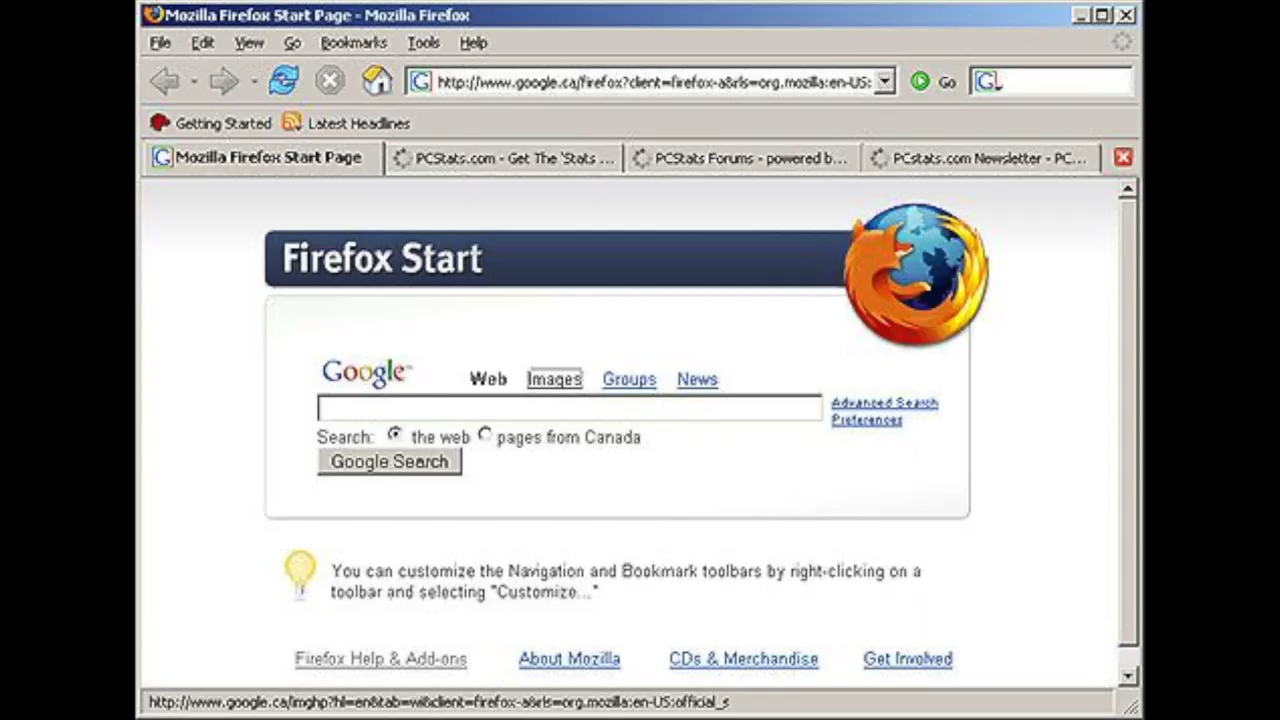 Mozilla Firefox Start Page - Mozilla Firefox
File Edit View Go Bookmarks Tools Help
http://www.google.ca/firefox?client=firefox-a&rls=org.mozilla:en-US: Go
Getting Started Latest Headlines
Mozilla Firefox Start Page PCStats.com - Get The 'Stats ... PCStats Forums - powered b... PCstats.com Newsletter - PC...
Firefox Start
Google™ Web Images Groups News
Advanced Search
Preferences
Search: the web pages from Canada
Google Search
You can customize the Navigation and Bookmark toolbars by right-clicking on a
toolbar and selecting "Customize..."
Firefox Help & Add-ons About Mozilla CDs & Merchandise Get Involved
http://www.google.ca/imghp?hl=en&tab=wi&client=firefox-a&rls=org.mozilla:en-US:official_s